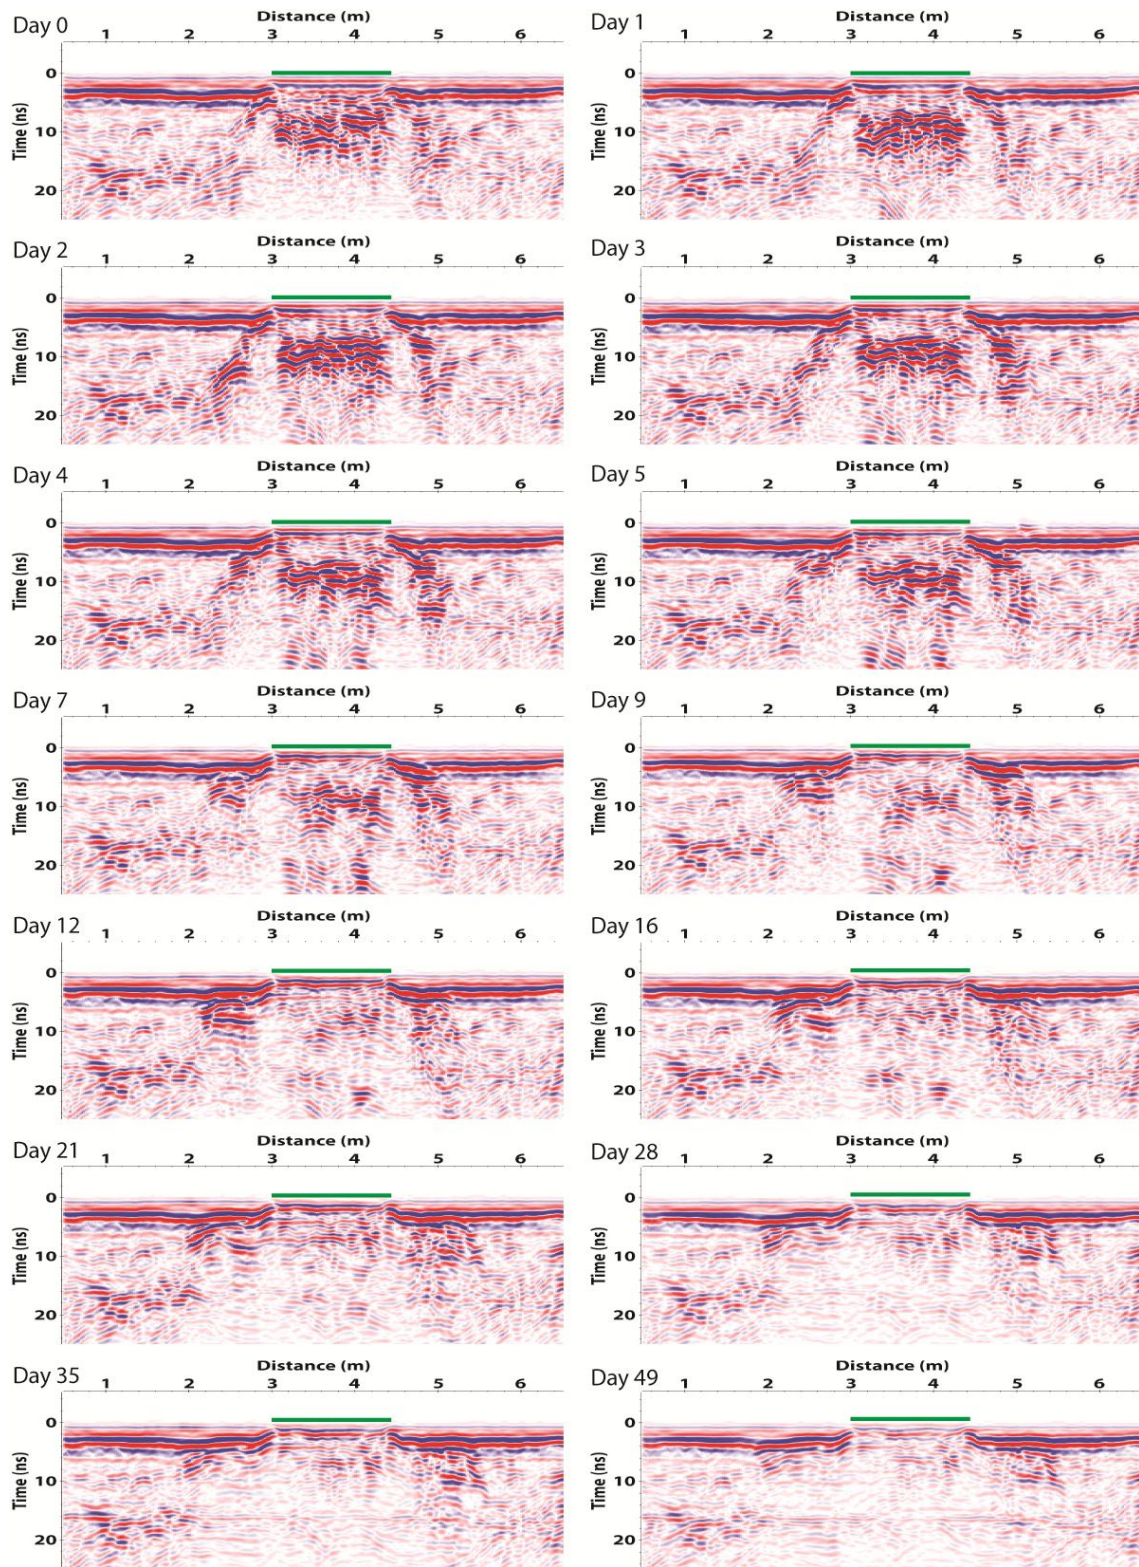 Day 0
Distance (m)
1 2 3 4 5 6
Time (ns)
0
10
20
Day 1
Distance (m)
1 2 3 4 5 6
Time (ns)
0
10
20
Day 2
Distance (m)
1 2 3 4 5 6
Time (ns)
0
10
20
Day 3
Distance (m)
1 2 3 4 5 6
Time (ns)
0
10
20
Day 4
Distance (m)
1 2 3 4 5 6
Time (ns)
0
10
20
Day 5
Distance (m)
1 2 3 4 5 6
Time (ns)
0
10
20
Day 7
Distance (m)
1 2 3 4 5 6
Time (ns)
0
10
20
Day 9
Distance (m)
1 2 3 4 5 6
Time (ns)
0
10
20
Day 12
Distance (m)
1 2 3 4 5 6
Time (ns)
0
10
20
Day 16
Distance (m)
1 2 3 4 5 6
Time (ns)
0
10
20
Day 21
Distance (m)
1 2 3 4 5 6
Time (ns)
0
10
20
Day 28
Distance (m)
1 2 3 4 5 6
Time (ns)
0
10
20
Day 35
Distance (m)
1 2 3 4 5 6
Time (ns)
0
10
20
Day 49
Distance (m)
1 2 3 4 5 6
Time (ns)
0
10
20